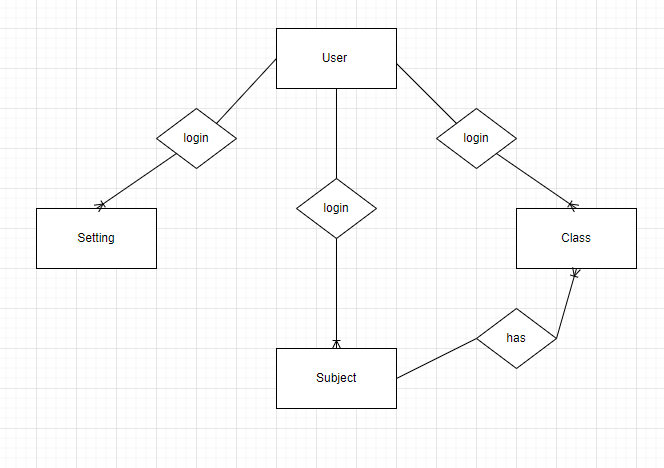 User
login
login
login
Setting
Class
has
Subject